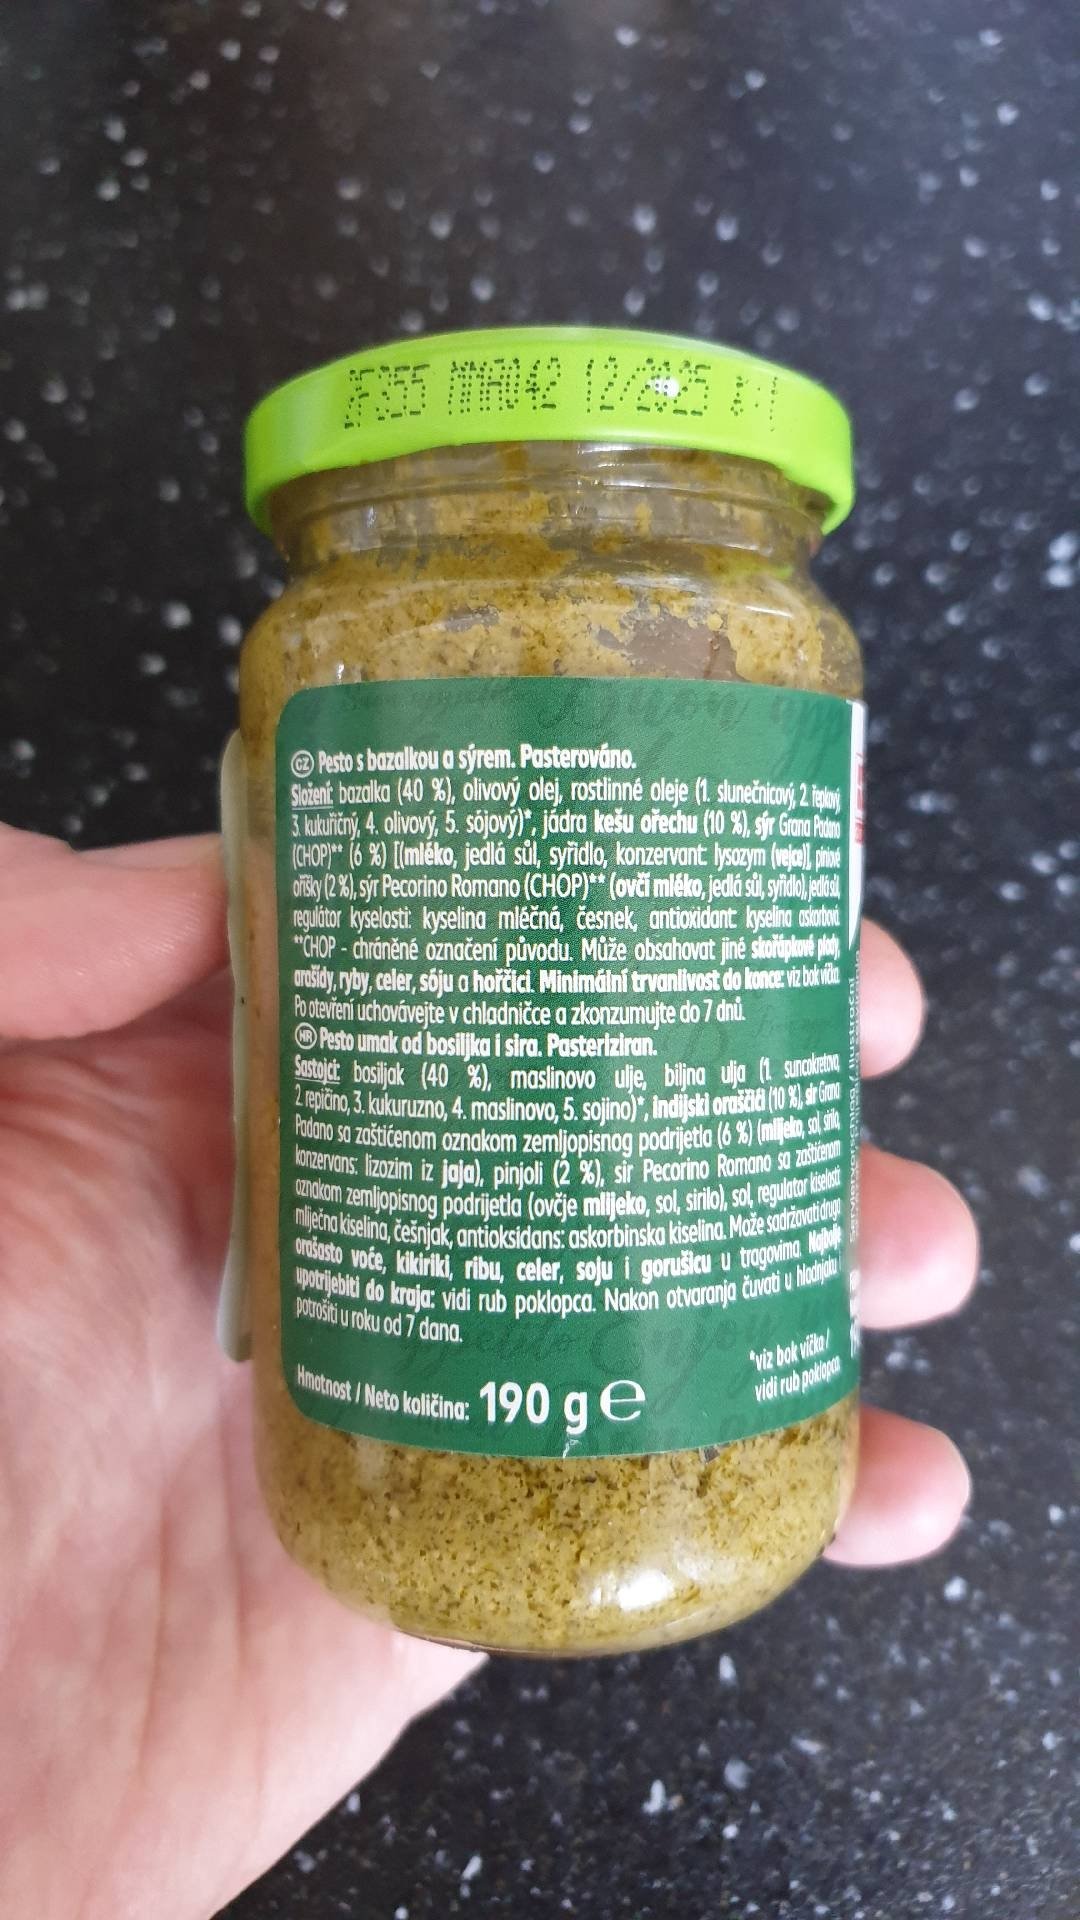 12/2025
CZ Pesto s bazalkou a sýrem. Pasterováno.
Složení: bazalka (40 %), olivový olej, rostlinné oleje (1. slunečnicový, 2. řepkový,
3. kukuřičný, 4. olivový, 5. sójový)*, jádra kešu ořechu (10 %), sýr Grana Padano
(CHOP)** (6 %) [(mléko, jedlá sůl, syřidlo, konzervant: lysozym (vejce)], piniové
oříšky (2 %), sýr Pecorino Romano (CHOP)** (ovčí mléko, jedlá sůl, syřidlo), jedlá sůl,
regulátor kyselosti: kyselina mléčná, česnek, antioxidant: kyselina askorbová.
**CHOP - chráněné označení původu. Může obsahovat jiné skořápkové plody,
arašídy, ryby, celer, sóju a hořčici. Minimální trvanlivost do konce: viz bok víčka.
Po otevření uchovávejte v chladničce a zkonzumujte do 7 dnů.
HR Pesto umak od bosiljka i sira. Pasteriziran.
Sastojci: bosiljak (40 %), maslinovo ulje, biljna ulja (1. suncokretovo,
2. repičino, 3. kukuruzno, 4. maslinovo, 5. sojino)*, indijski oraščići (10 %), sir Grana
Padano sa zaštićenom oznakom zemljopisnog podrijetla (6 %) (mlijeko, sol, sirilo,
konzervans: lizozim iz jaja), pinjoli (2 %), sir Pecorino Romano sa zaštićenom
oznakom zemljopisnog podrijetla (ovčje mlijeko, sol, sirilo), sol, regulator kiselosti:
mliječna kiselina, češnjak, antioksidans: askorbinska kiselina. Može sadržavati drugo
orašasto voće, kikiriki, ribu, celer, soju i gorušicu u tragovima. Najbolje
upotrijebiti do kraja: vidi rub poklopca. Nakon otvaranja čuvati u hladnjaku i
potrošiti u roku od 7 dana.
*viz bok víčka /
vidi rub poklopca
Hmotnost / Neto količina: 190 g e